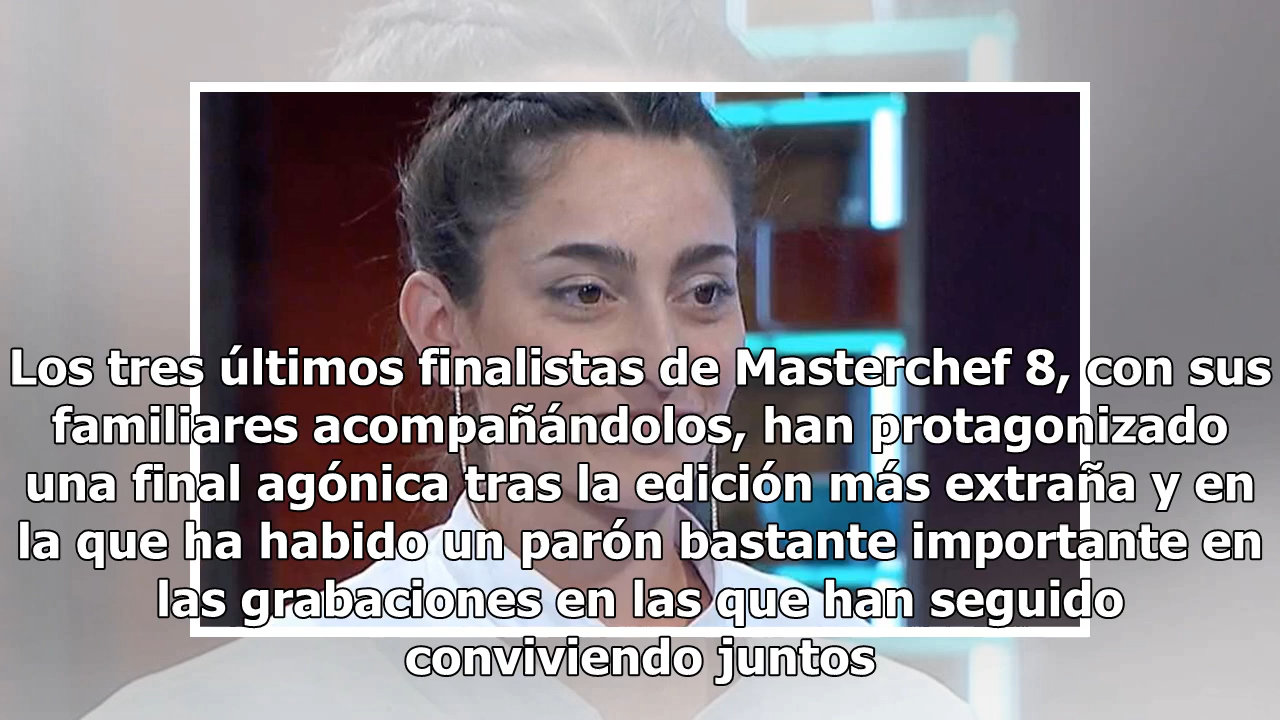 Los tres últimos finalistas de Masterchef 8, con sus
familiares acompañándolos, han protagonizado
una final agónica tras la edición más extraña y en
la que ha habido un parón bastante importante en
las grabaciones en las que han seguido
conviviendo juntos